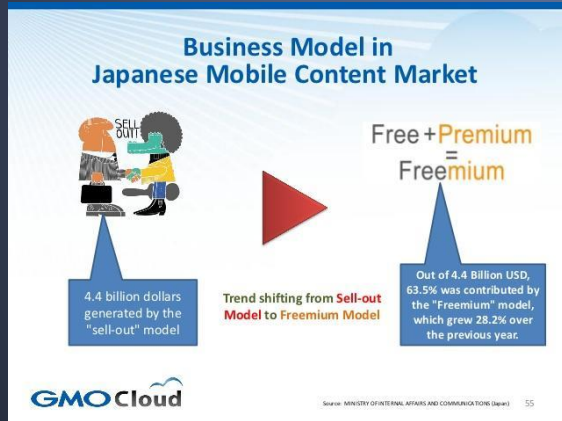 Business Model in
Japanese Mobile Content Market
SELL
OUT!
Free + Premium
=
Freemium
4.4 billion dollars
generated by the
"sell-out" model
Trend shifting from Sell-out
Model to Freemium Model
Out of 4.4 Billion USD,
63.5% was contributed by
the "Freemium" model,
which grew 28.2% over
the previous year.
GMO Cloud
Source: MINISTRY OF INTERNAL AFFAIRS AND COMMUNICATIONS (Japan)
55